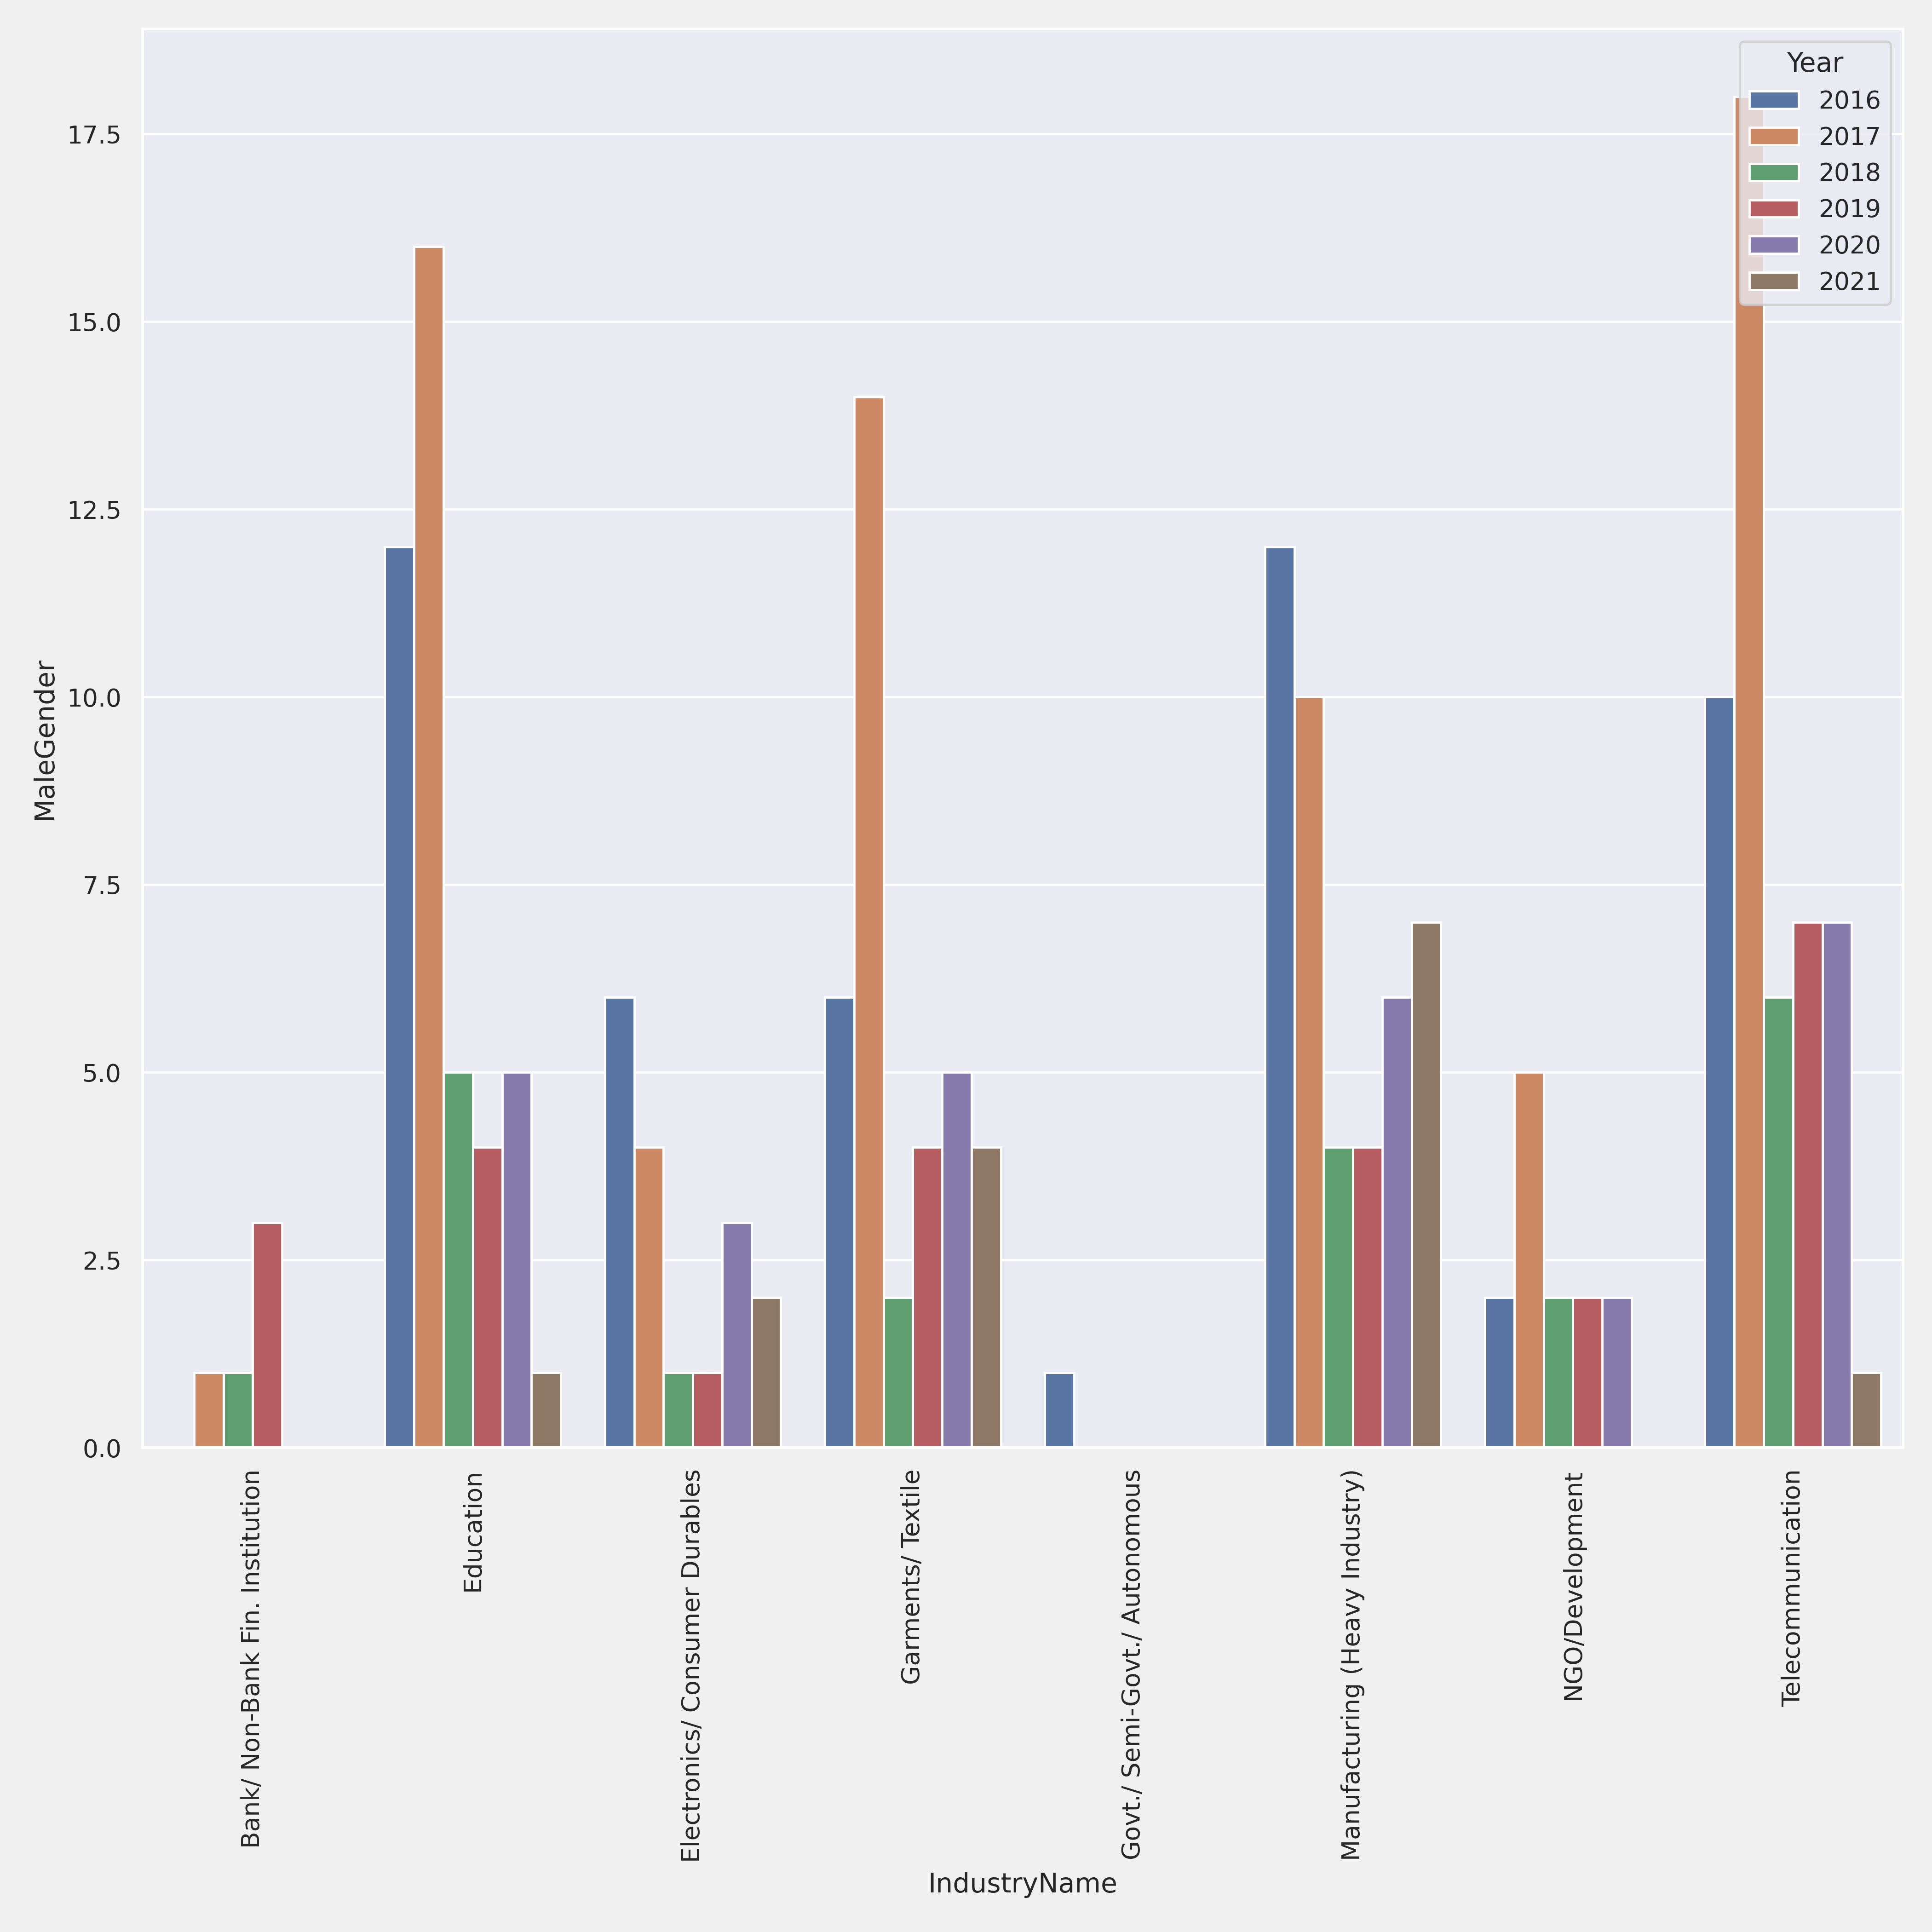 Year
2016
2017
2018
2019
2020
2021
MaleGender
17.5
15.0
12.5
10.0
7.5
5.0
2.5
0.0
Bank/ Non-Bank Fin. Institution
Education
Electronics/ Consumer Durables
Garments/ Textile
Govt./ Semi-Govt./ Autonomous
Manufacturing (Heavy Industry)
NGO/Development
Telecommunication
IndustryName